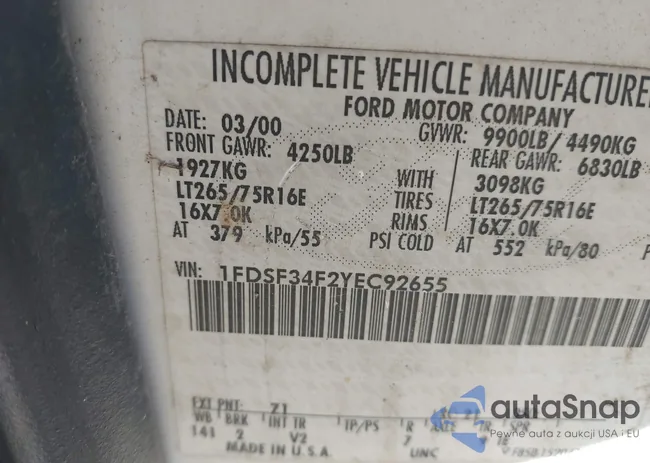 INCOMPLETE VEHICLE MANUFACTURE
FORD MOTOR COMPANY
DATE: 03/00 GVWR: 9900LB/ 4490KG
FRONT GAWR: 4250LB REAR GAWR: 6830LB
1927KG WITH 3098KG
LT265/75R16E TIRES LT265/75R16E
16X7.0K RIMS 16X7.0K
AT 379 kPa/55 PSI COLD AT 552 kPa/80
VIN: 1FDSF34F2YEC92655
EXT PNT: Z1
WB BRK INT TR TP/PS R
141 2 V2 7
MADE IN U.S.A. UNC
autoSnap
Pewne auta z aukcji USA i EU